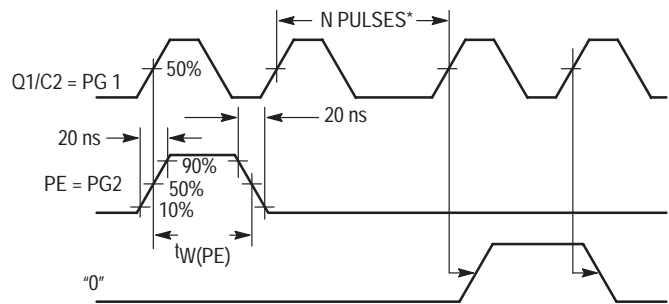 N PULSES*
50%
Q1/C2 = PG 1
20 ns
20 ns
90%
PE = PG2
50%
10%
tW(PE)
"0"